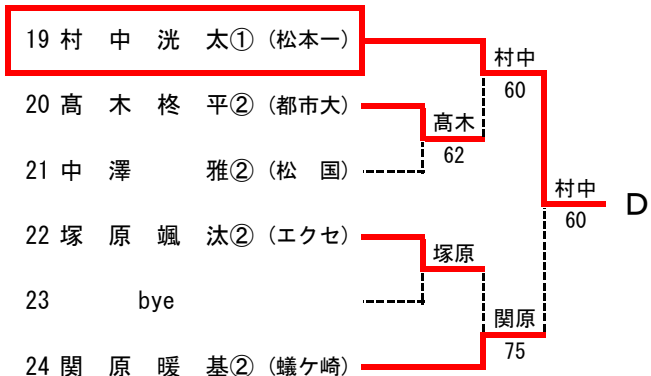 19 村 中 洸 太① (松本一)
村中
60
20 髙 木 柊 平② (都市大)
髙木
62
21 中 澤 雅② (松 国)
村中
60
D
22 塚 原 颯 汰② (エクセ)
塚原
23 bye
関原
75
24 関 原 暖 基② (蟻ケ崎)